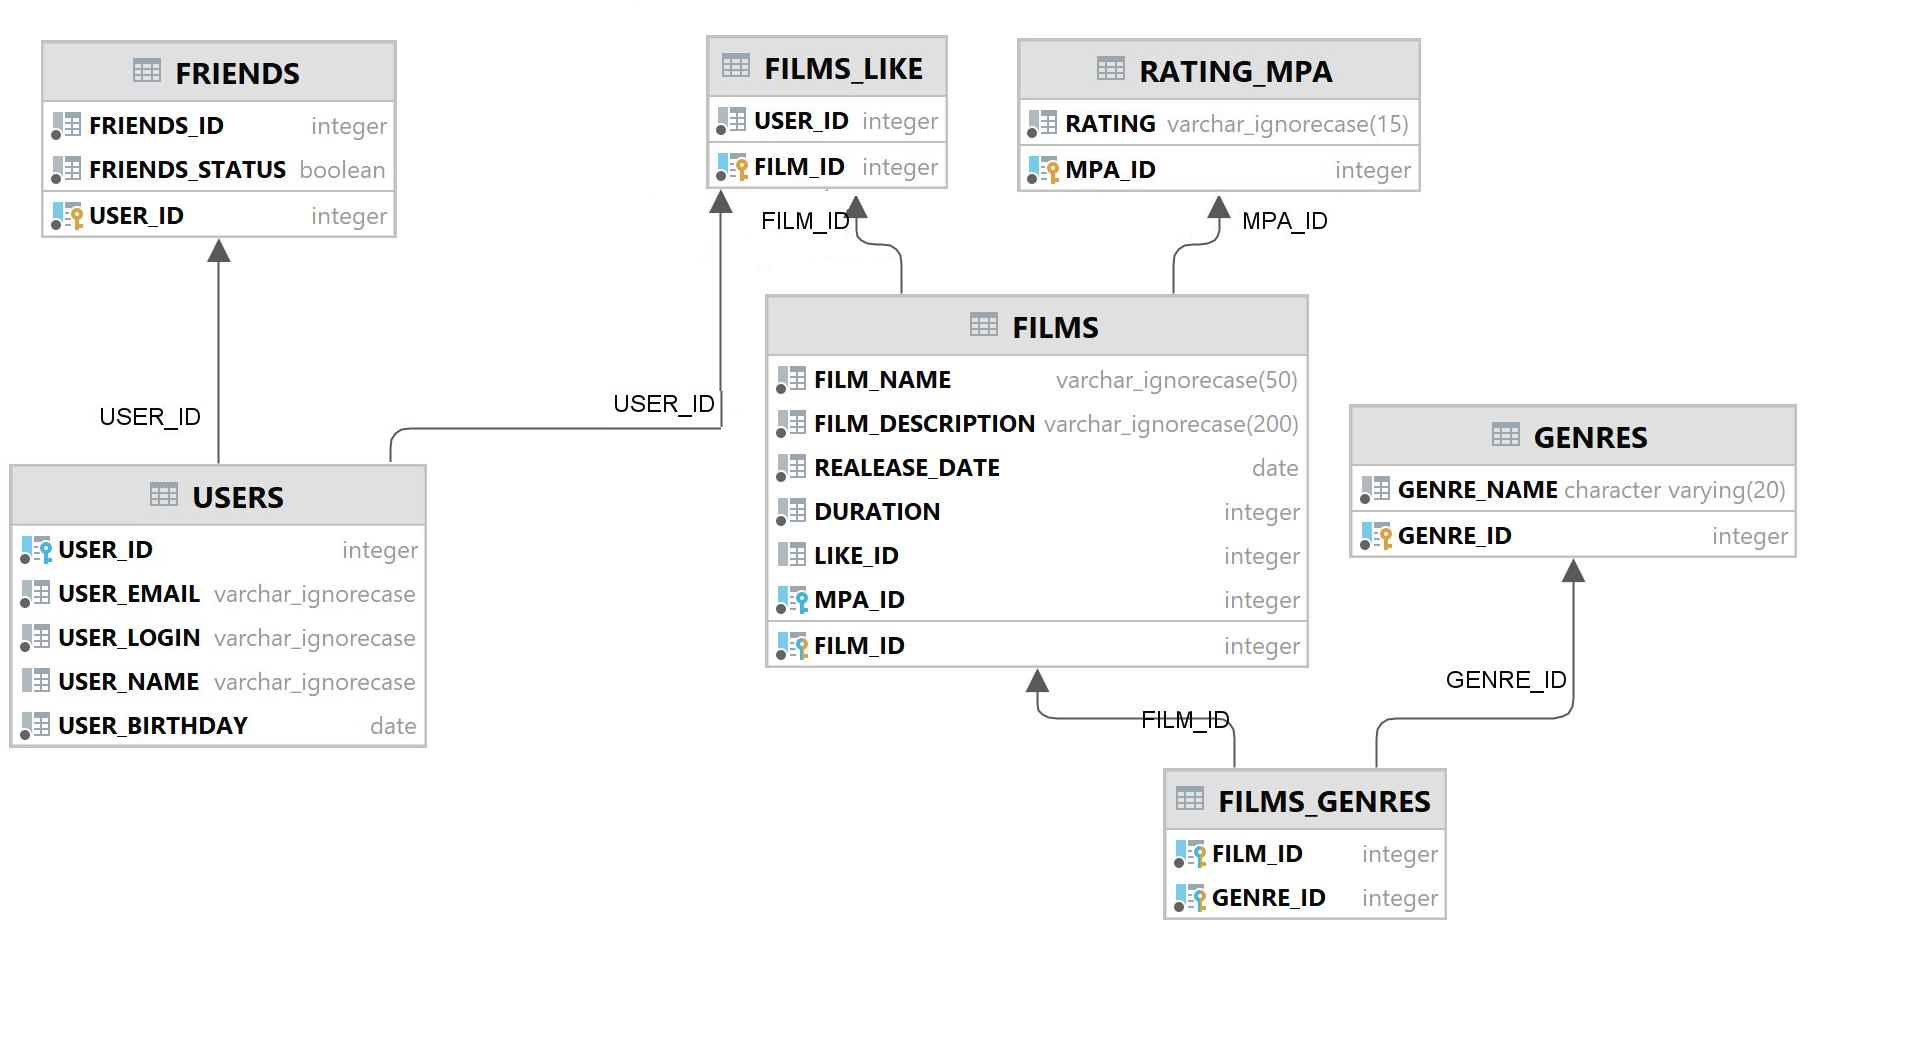 FRIENDS
FRIENDS_ID integer
FRIENDS_STATUS boolean
USER_ID integer
FILMS_LIKE
USER_ID integer
FILM_ID integer
RATING_MPA
RATING varchar_ignorecase(15)
MPA_ID integer
FILM_ID
MPA_ID
USER_ID
USER_ID
FILMS
FILM_NAME varchar_ignorecase(50)
FILM_DESCRIPTION varchar_ignorecase(200)
REALEASE_DATE date
DURATION integer
LIKE_ID integer
MPA_ID integer
FILM_ID integer
GENRES
GENRE_NAME character varying(20)
GENRE_ID integer
USERS
USER_ID integer
USER_EMAIL varchar_ignorecase
USER_LOGIN varchar_ignorecase
USER_NAME varchar_ignorecase
USER_BIRTHDAY date
FILM_ID
GENRE_ID
FILMS_GENRES
FILM_ID integer
GENRE_ID integer